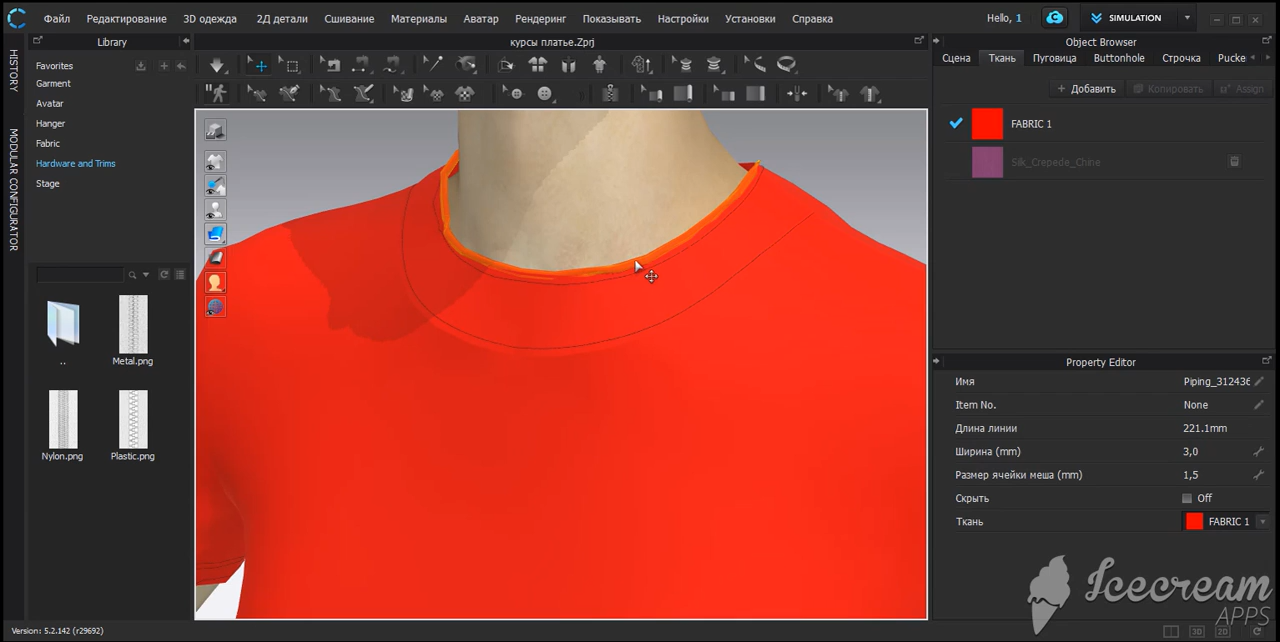 Файл Редактирование 3D одежда 2Д детали Сшивание Материалы Аватар Рендеринг Показывать Настройки Установки Справка Hello, 1 SIMULATION
Library
курсы платье.Zprj
Object Browser
HISTORY
MODULAR CONFIGURATOR
Favorites
Garment
Avatar
Hanger
Fabric
Hardware and Trims
Stage
..
Metal.png
Nylon.png
Plastic.png
Сцена Ткань Пуговица Buttonhole Строчка Pucke
+ Добавить Копировать Assign
FABRIC 1
Silk_Crepede_Chine
Property Editor
Имя Piping_312436
Item No. None
Длина линии 221.1mm
Ширина (mm) 3,0
Размер ячейки меша (mm) 1,5
Скрыть Off
Ткань FABRIC 1
Icecream
APPS
Version: 5.2.142 (r29692)
3D 2D